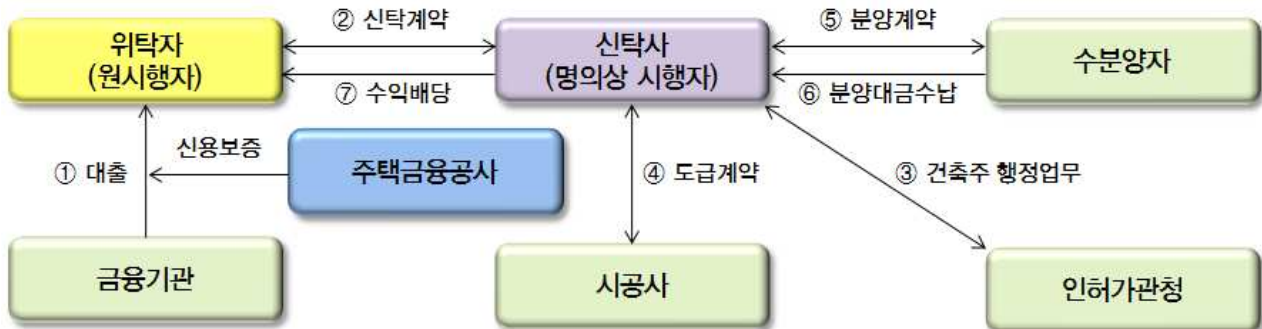 ② 신탁계약
⑤ 분양계약
위탁자
(원시행자)
신탁사
(명의상 시행자)
수분양자
⑦ 수익배당
⑥ 분양대금수납
신용보증
① 대출
주택금융공사
④ 도급계약
③ 건축주 행정업무
금융기관
시공사
인허가관청